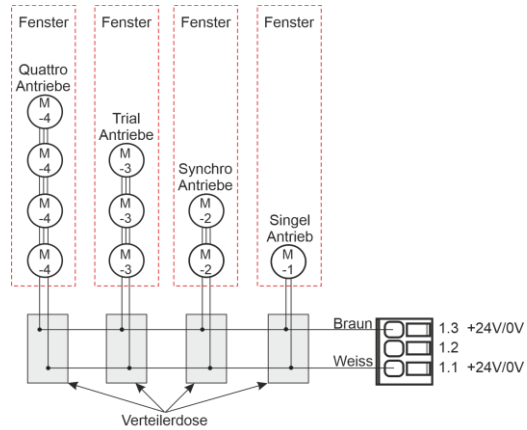 Fenster
Fenster
Fenster
Fenster
Quattro
Antriebe
M
-4
M
-4
M
-4
M
-4
Trial
Antriebe
M
-3
M
-3
M
-3
Synchro
Antriebe
M
-2
M
-2
Singel
Antrieb
M
-1
Braun
1.3 +24V/0V
1.2
Weiss
1.1 +24V/0V
Verteilerdose